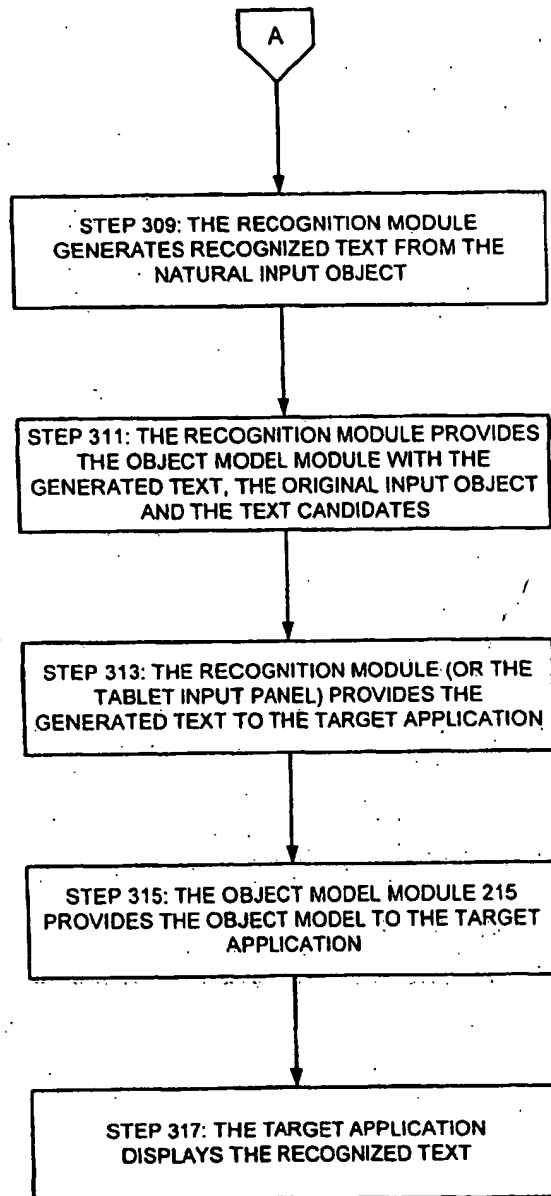 A
STEP 309: THE RECOGNITION MODULE
GENERATES RECOGNIZED TEXT FROM THE
NATURAL INPUT OBJECT
STEP 311: THE RECOGNITION MODULE PROVIDES
THE OBJECT MODEL MODULE WITH THE
GENERATED TEXT, THE ORIGINAL INPUT OBJECT
AND THE TEXT CANDIDATES
STEP 313: THE RECOGNITION MODULE (OR THE
TABLET INPUT PANEL) PROVIDES THE
GENERATED TEXT TO THE TARGET APPLICATION
STEP 315: THE OBJECT MODEL MODULE 215
PROVIDES THE OBJECT MODEL TO THE TARGET
APPLICATION
STEP 317: THE TARGET APPLICATION
DISPLAYS THE RECOGNIZED TEXT